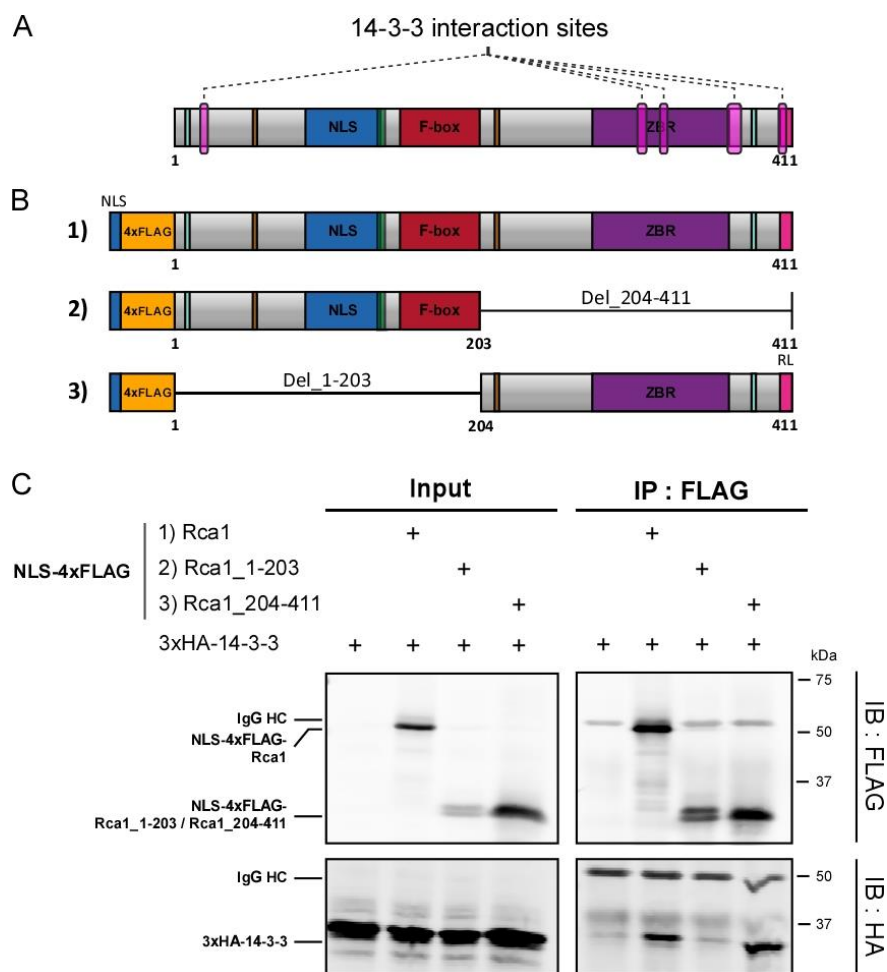 A
14-3-3 interaction sites
NLS F-box ZBR
1 411
B
NLS
1) 4xFLAG NLS F-box ZBR
1 411
2) 4xFLAG NLS F-box Del_204-411
1 203 411
RL
3) 4xFLAG Del_1-203 ZBR
1 204 411
C
Input IP : FLAG
NLS-4xFLAG
1) Rca1 + +
2) Rca1_1-203 + +
3) Rca1_204-411 + +
3xHA-14-3-3 + + + + + + + +
kDa
75
IgG HC
50
NLS-4xFLAG-
Rca1
37
NLS-4xFLAG-
Rca1_1-203 / Rca1_204-411
IB : FLAG
IgG HC
50
37
3xHA-14-3-3
IB : HA